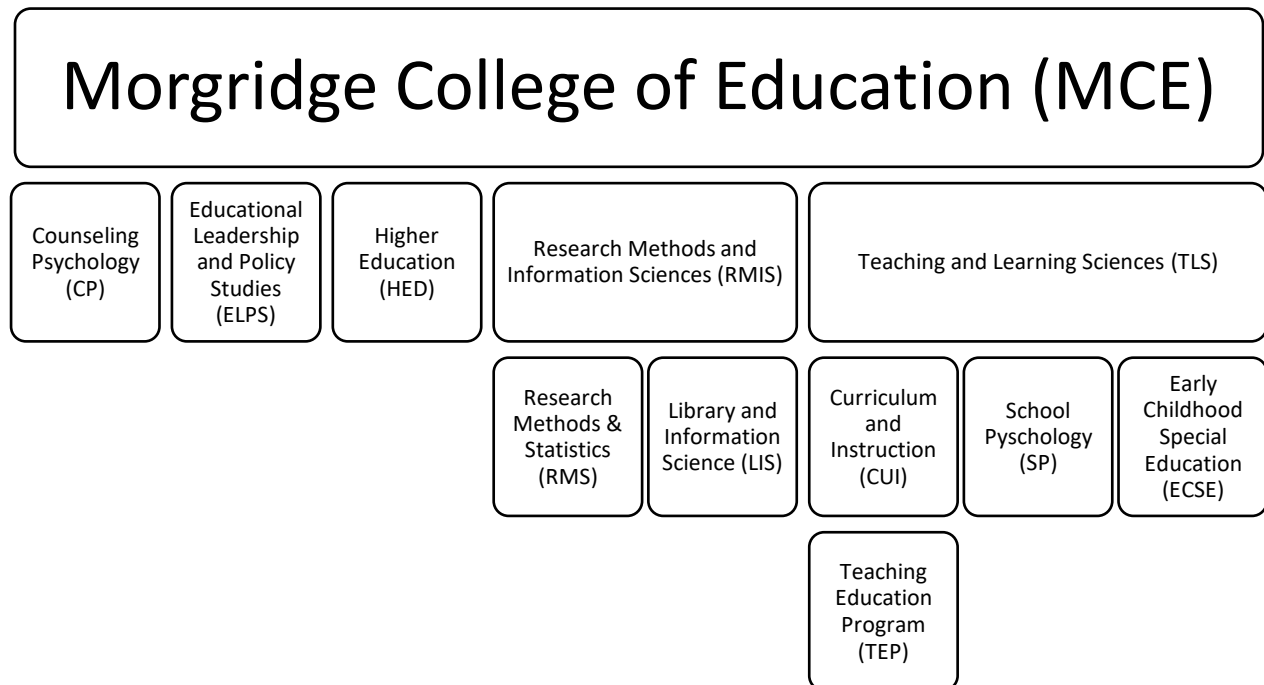 Morgridge College of Education (MCE)
Counseling
Psychology
(CP)
Educational
Leadership
and Policy
Studies
(ELPS)
Higher
Education
(HED)
Research Methods and
Information Sciences (RMIS)
Teaching and Learning Sciences (TLS)
Research
Methods &
Statistics
(RMS)
Library and
Information
Science (LIS)
Curriculum
and
Instruction
(CUI)
School
Pyschology
(SP)
Early
Childhood
Special
Education
(ECSE)
Teaching
Education
Program
(TEP)